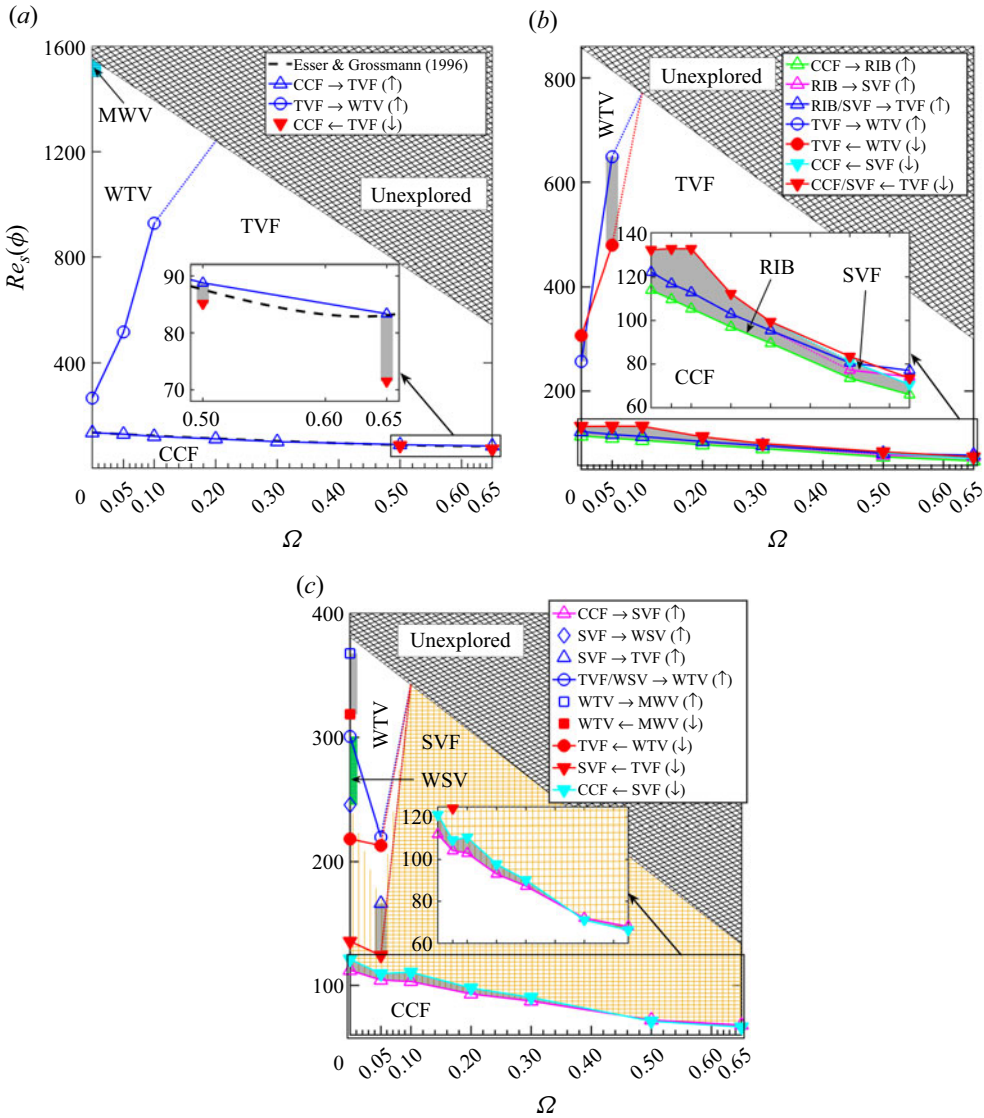 (a)
1600
1200
800
400
Re_s(ϕ)
MWV
WTV
TVF
CCF
Unexplored
Esser & Grossmann (1996)
CCF → TVF (↑)
TVF → WTV (↑)
CCF ← TVF (↓)
90
80
70
0.50 0.60 0.65
0 0.05 0.10 0.20 0.30 0.40 0.50 0.60 0.65
Ω
(b)
800
600
400
200
WTV
Unexplored
TVF
CCF → RIB (↑)
RIB → SVF (↑)
RIB/SVF → TVF (↑)
TVF → WTV (↑)
TVF ← WTV (↓)
CCF ← SVF (↓)
CCF/SVF ← TVF (↓)
140
120
100
80
60
RIB
SVF
CCF
0 0.05 0.10 0.20 0.30 0.40 0.50 0.60 0.65
Ω
(c)
400
300
200
100
Unexplored
WTV
SVF
WSV
CCF
CCF → SVF (↑)
SVF → WSV (↑)
SVF → TVF (↑)
TVF/WSV → WTV (↑)
WTV → MWV (↑)
WTV ← MWV (↓)
TVF ← WTV (↓)
SVF ← TVF (↓)
CCF ← SVF (↓)
120
100
80
60
0 0.05 0.10 0.20 0.30 0.40 0.50 0.60 0.65
Ω